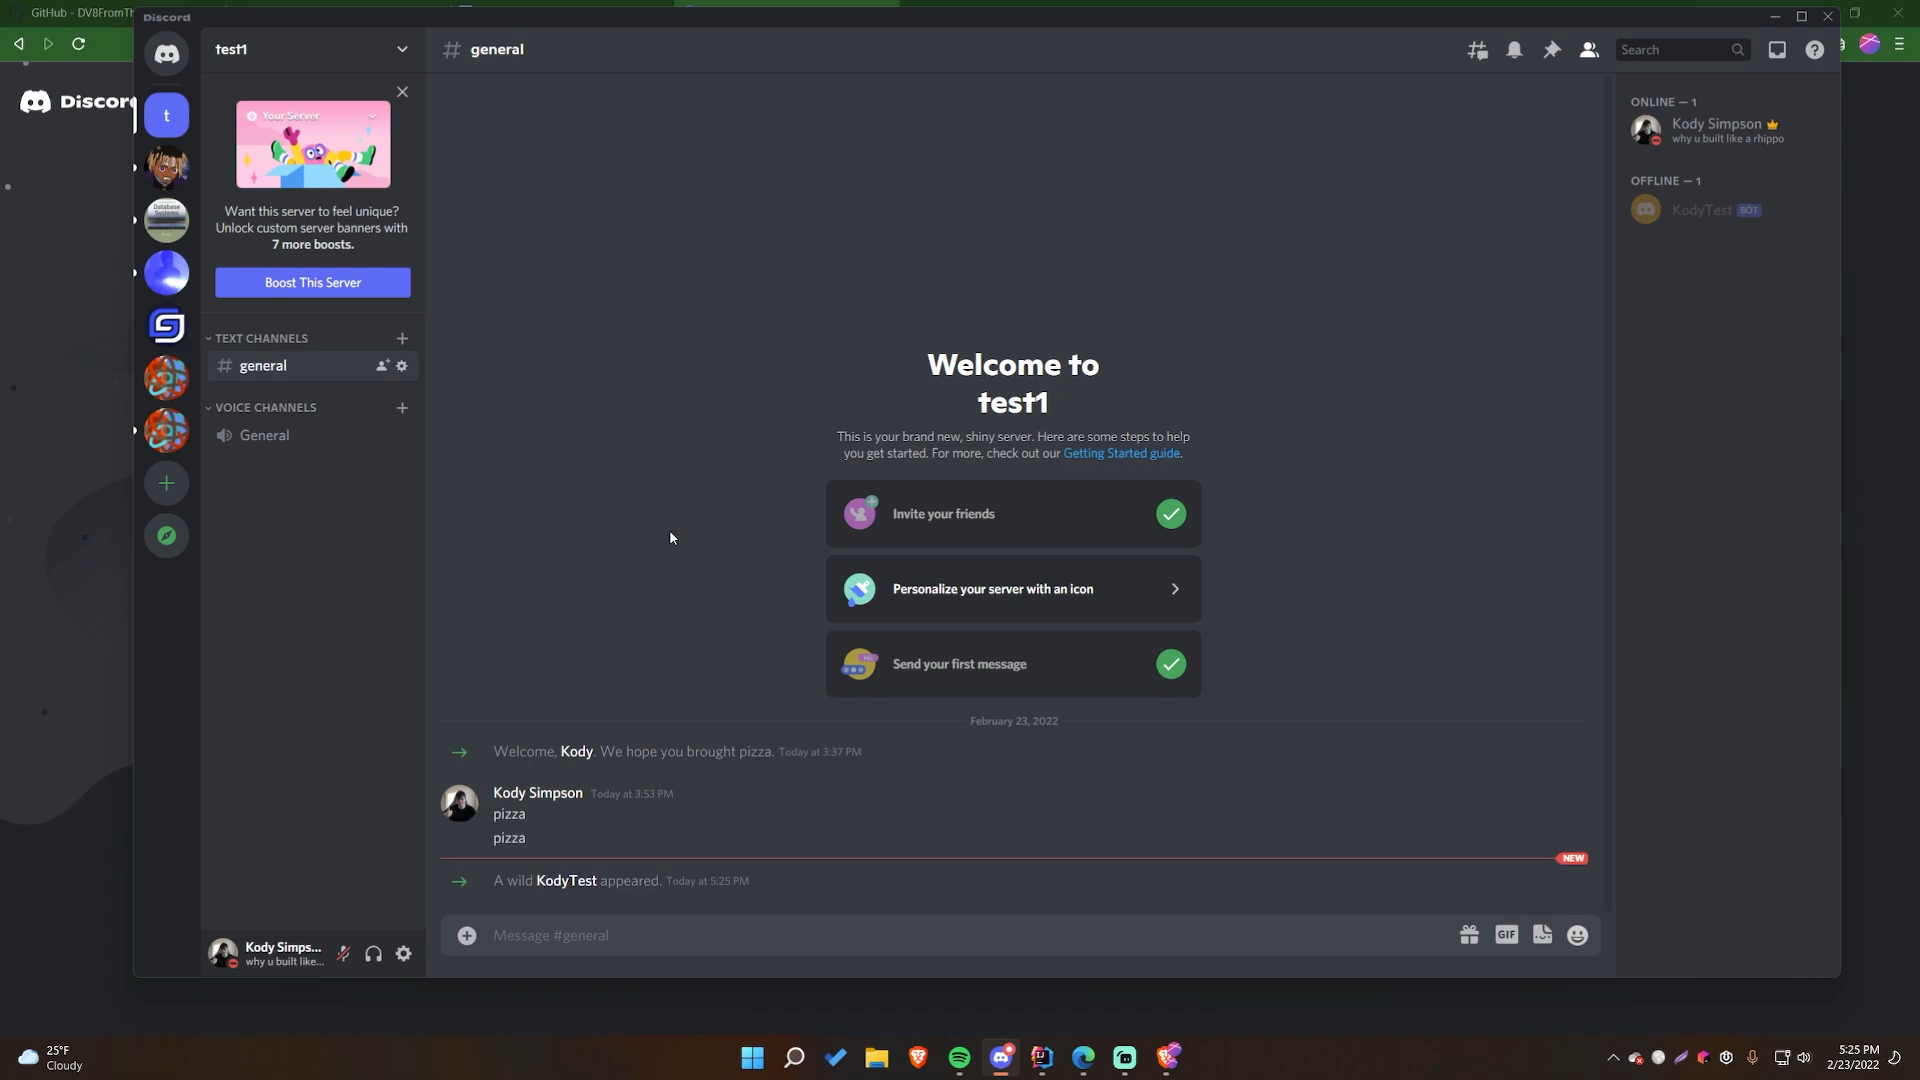 GitHub - DV8FromTh
Discord
Discord
test1
general
Search
t
Your Server
Want this server to feel unique?
Unlock custom server banners with
7 more boosts.
Boost This Server
Database
Systems
TEXT CHANNELS
general
VOICE CHANNELS
General
Welcome to
test1
This is your brand new, shiny server. Here are some steps to help
you get started. For more, check out our Getting Started guide.
Invite your friends
Personalize your server with an icon
Send your first message
February 23, 2022
Welcome, Kody. We hope you brought pizza. Today at 3:37 PM
Kody Simpson Today at 3:53 PM
pizza
pizza
NEW
A wild KodyTest appeared. Today at 5:25 PM
Message #general
GIF
Kody Simps...
why u built like...
ONLINE — 1
Kody Simpson
why u built like a rhippo
OFFLINE — 1
KodyTest BOT
25°F
Cloudy
5:25 PM
2/23/2022